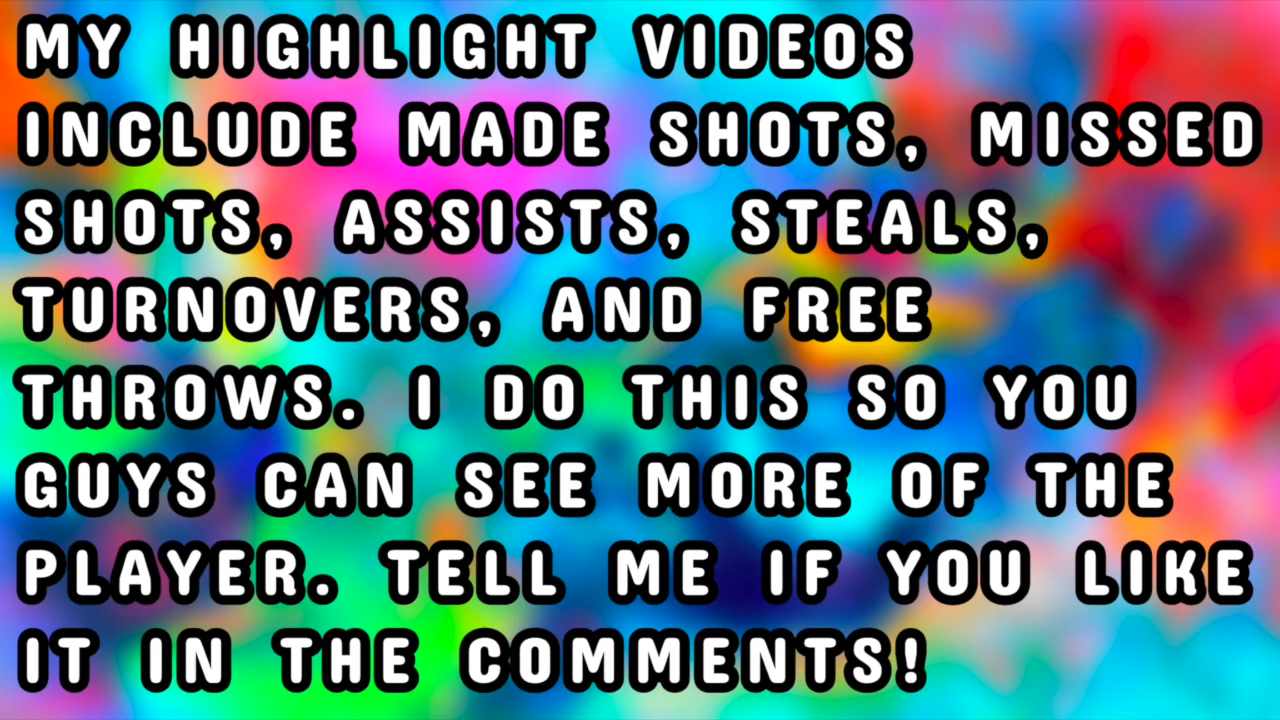 MY HIGHLIGHT VIDEOS
INCLUDE MADE SHOTS, MISSED
SHOTS, ASSISTS, STEALS,
TURNOVERS, AND FREE
THROWS. I DO THIS SO YOU
GUYS CAN SEE MORE OF THE
PLAYER. TELL ME IF YOU LIKE
IT IN THE COMMENTS!